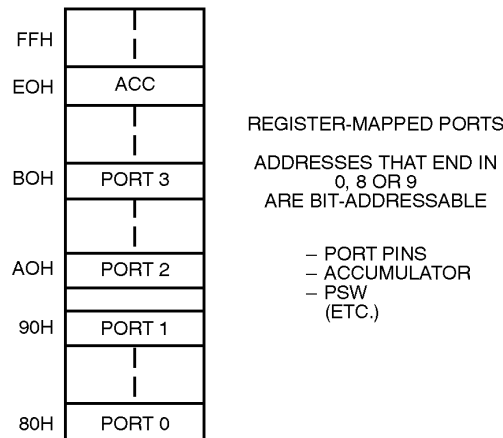 FFH
EOH ACC
BOH PORT 3
AOH PORT 2
90H PORT 1
80H PORT 0
REGISTER-MAPPED PORTS
ADDRESSES THAT END IN
0, 8 OR 9
ARE BIT-ADDRESSABLE
– PORT PINS
– ACCUMULATOR
– PSW
(ETC.)